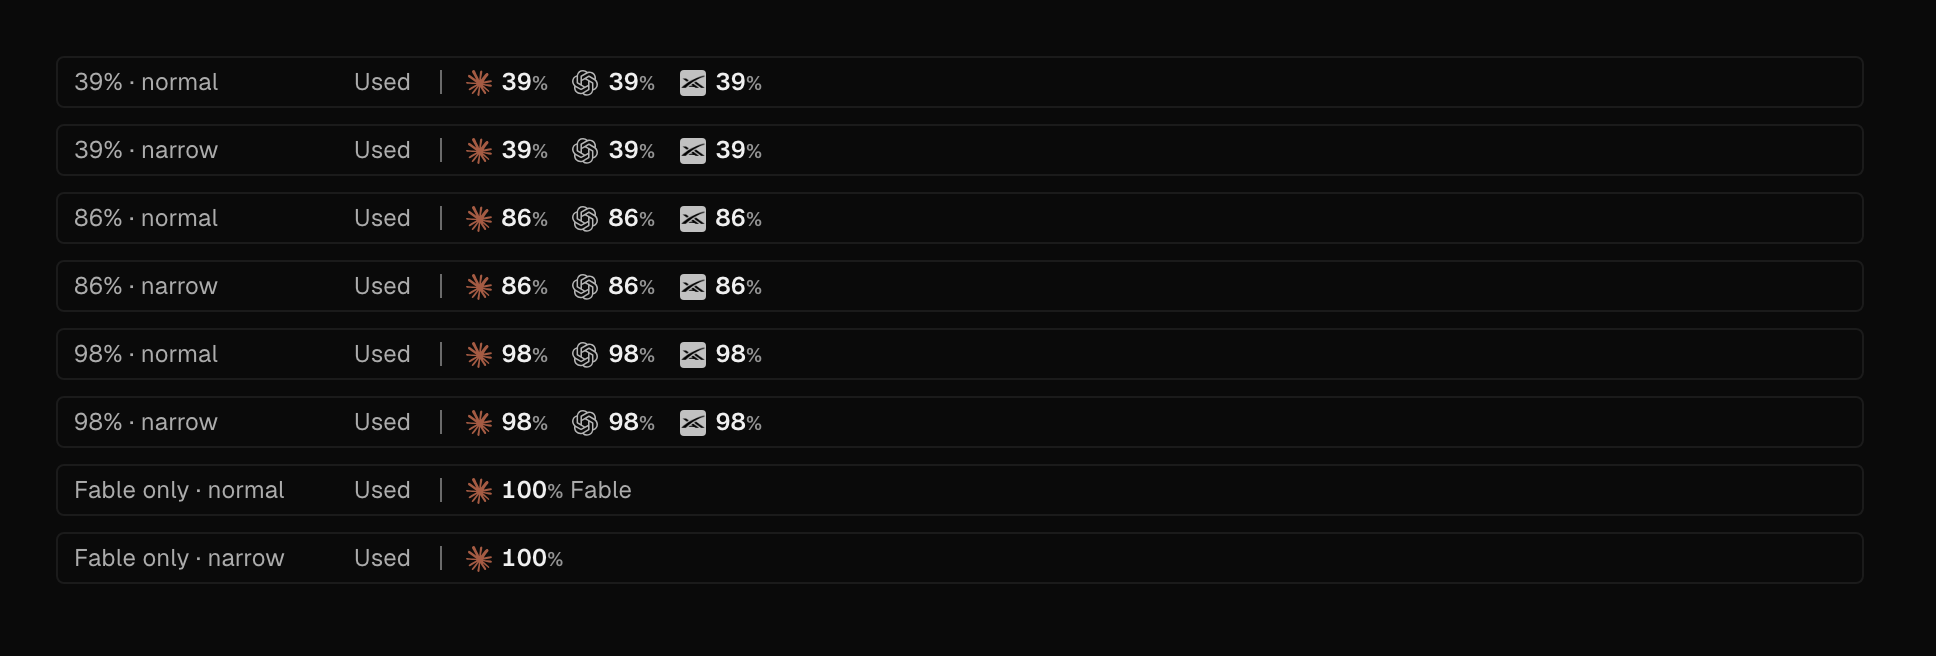 39% · normal Used | 39% 39% 39%
39% · narrow Used | 39% 39% 39%
86% · normal Used | 86% 86% 86%
86% · narrow Used | 86% 86% 86%
98% · normal Used | 98% 98% 98%
98% · narrow Used | 98% 98% 98%
Fable only · normal Used | 100% Fable
Fable only · narrow Used | 100%